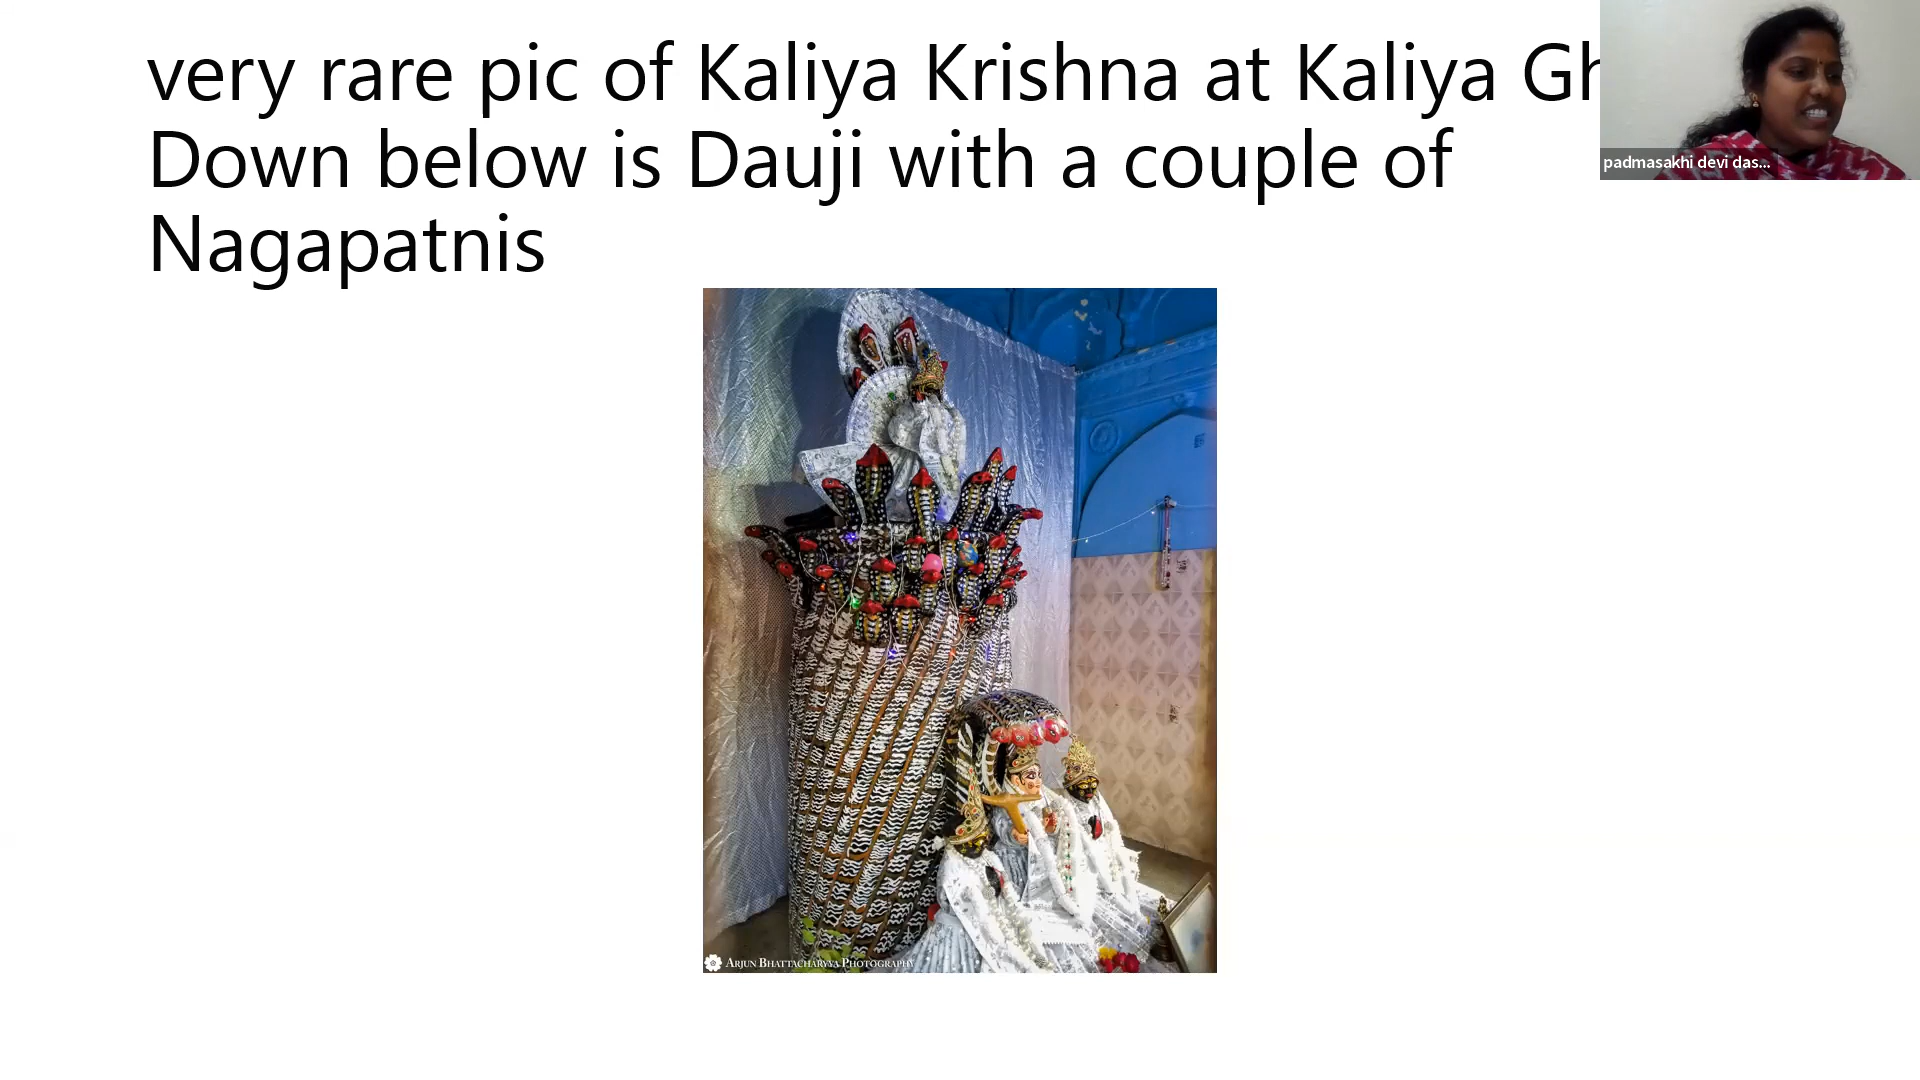 very rare pic of Kaliya Krishna at Kaliya
Down below is Dauji with a couple of
Nagapatnis
padmasakhi devi das...
ARJUN BHATTACHARYYA PHOTOGRAPHY